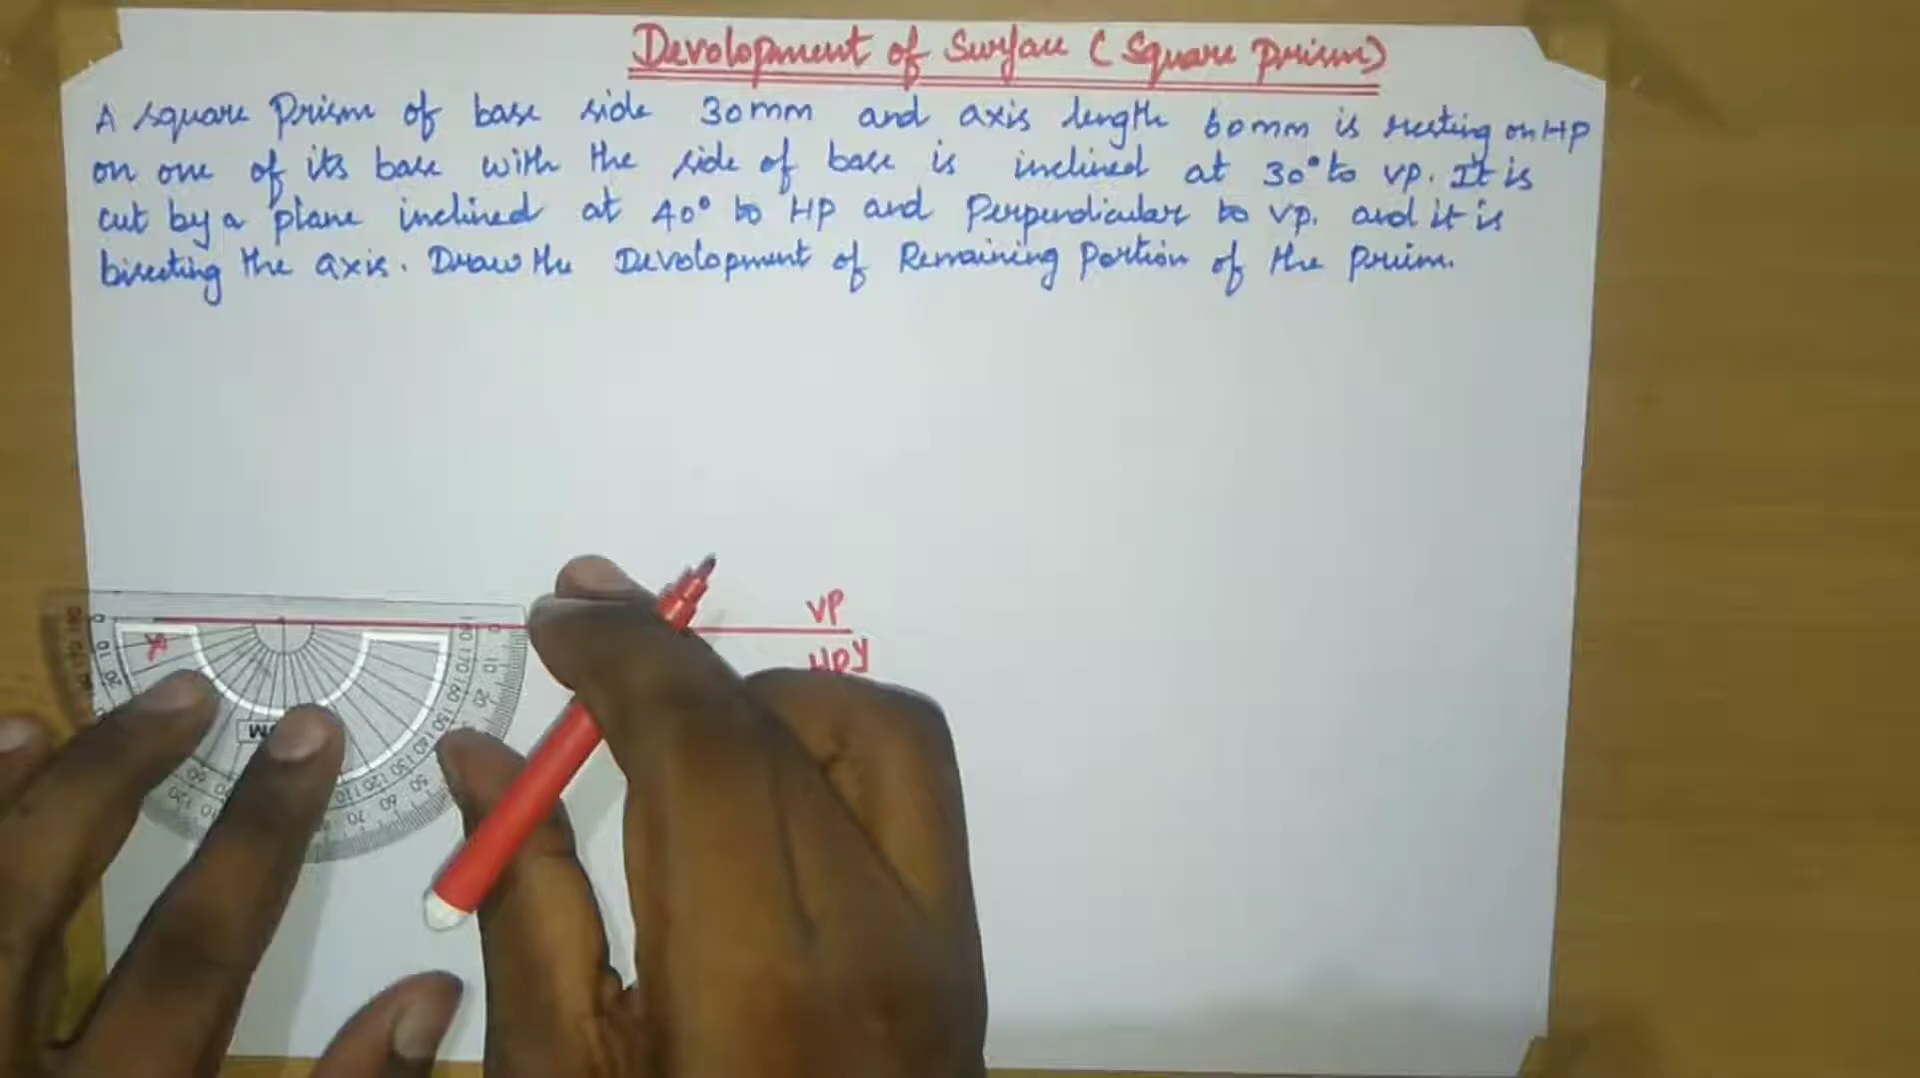 Devolopment of Surface (Square Prism)
A square Prism of base side 30mm and axis length 60mm is resting on HP
on one of its base with the side of base is inclined at 30° to VP. It is
cut by a plane inclined at 40° to HP and Perpendicular to VP. and it is
bisecting the axis. Draw the Devolopment of Remaining Portion of the Prism.
VP
X
HP Y